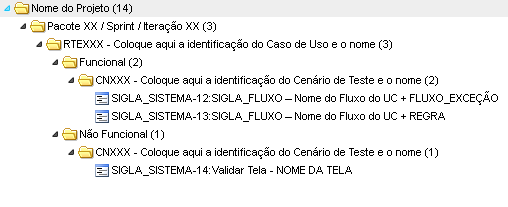 Nome do Projeto (14)
Pacote XX / Sprint / Iteração XX (3)
RTEXXX - Coloque aqui a identificação do Caso de Uso e o nome (3)
Funcional (2)
CNXXX - Coloque aqui a identificação do Cenário de Teste e o nome (2)
SIGLA_SISTEMA-12:SIGLA_FLUXO – Nome do Fluxo do UC + FLUXO_EXCEÇÃO
SIGLA_SISTEMA-13:SIGLA_FLUXO – Nome do Fluxo do UC + REGRA
Não Funcional (1)
CNXXX - Coloque aqui a identificação do Cenário de Teste e o nome (1)
SIGLA_SISTEMA-14:Validar Tela - NOME DA TELA